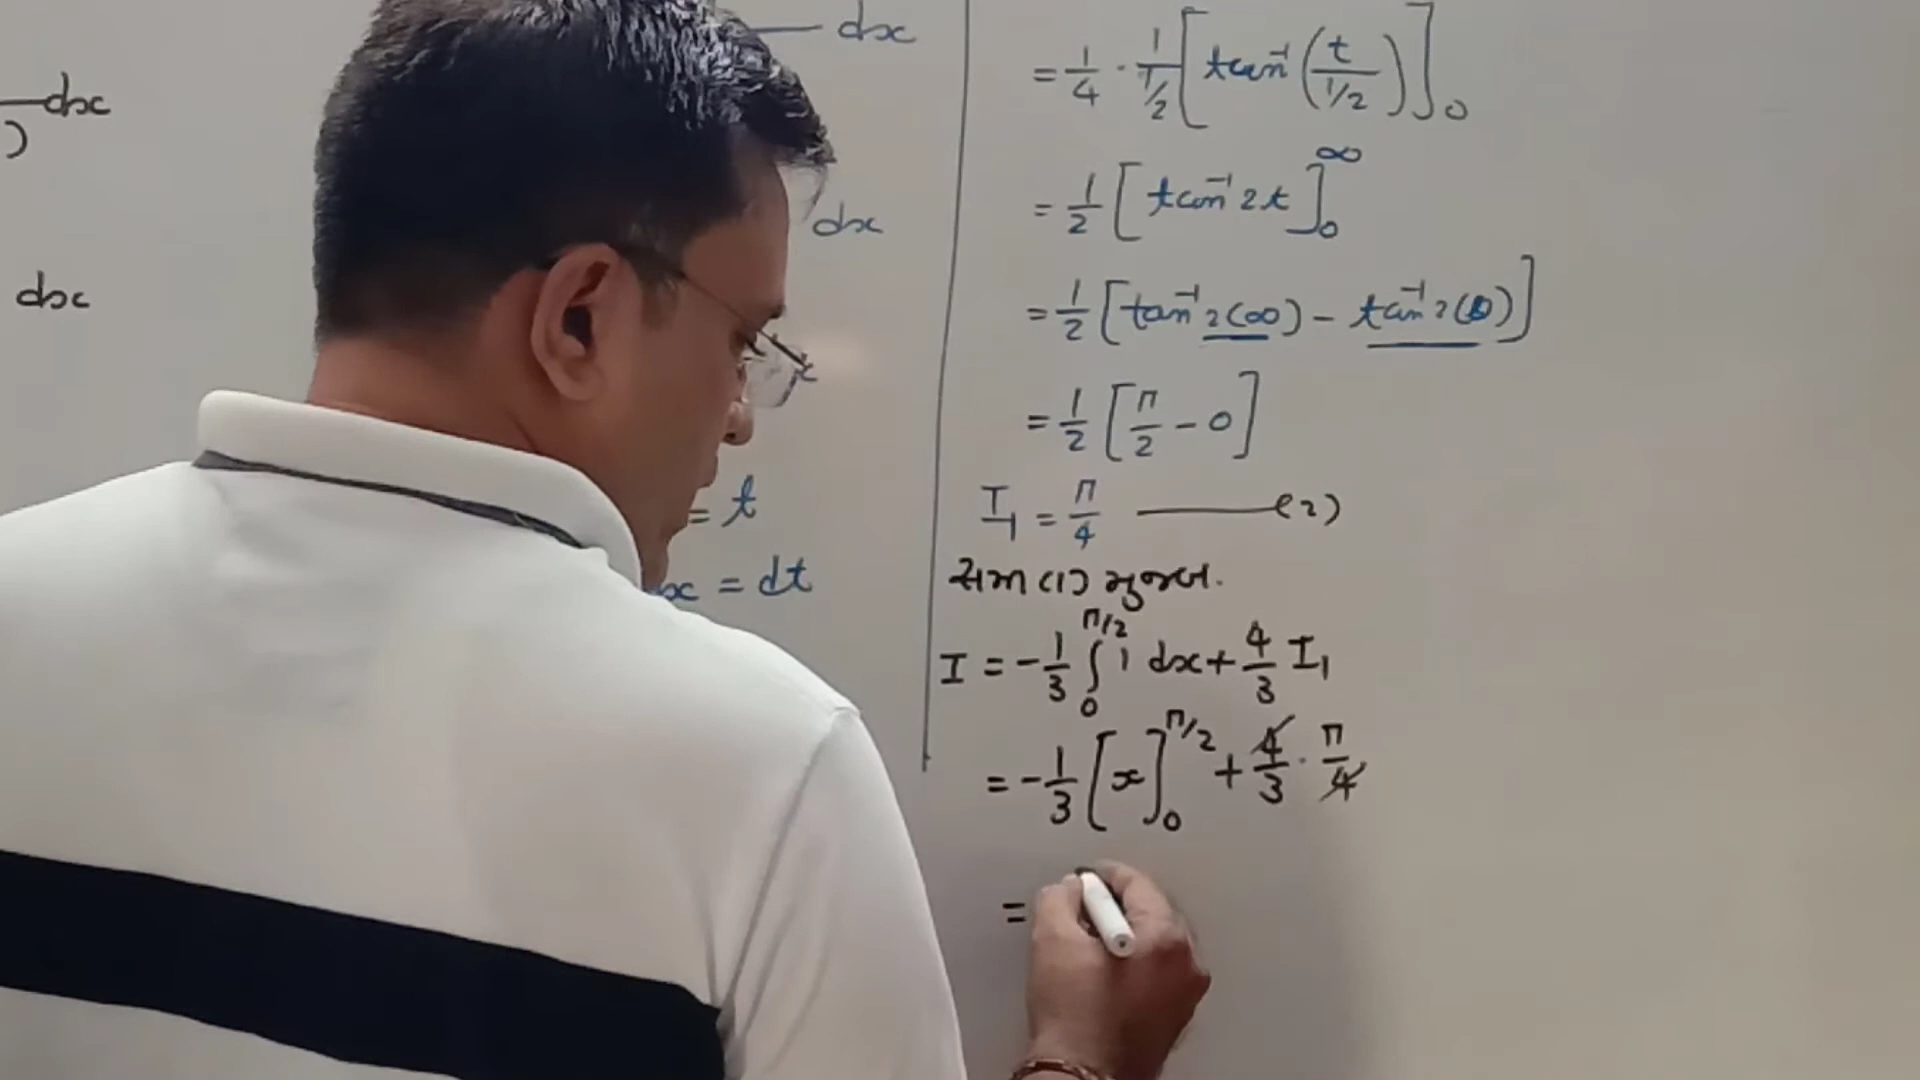 dx
)
dx
dx
dx
= t
dx = dt
= 1/4 · 1/(1/2) [tan⁻¹(t/(1/2))]₀
= 1/2 [tan⁻¹ 2t]₀^∞
= 1/2 [tan⁻¹ 2(∞) - tan⁻¹ 2(0)]
= 1/2 [π/2 - 0]
I₁ = π/4 ——— (2)
સમી (1) મુજબ.
I = -1/3 ∫₀^(π/2) 1 dx + 4/3 I₁
= -1/3 [x]₀^(π/2) + 4/3 · π/4
=